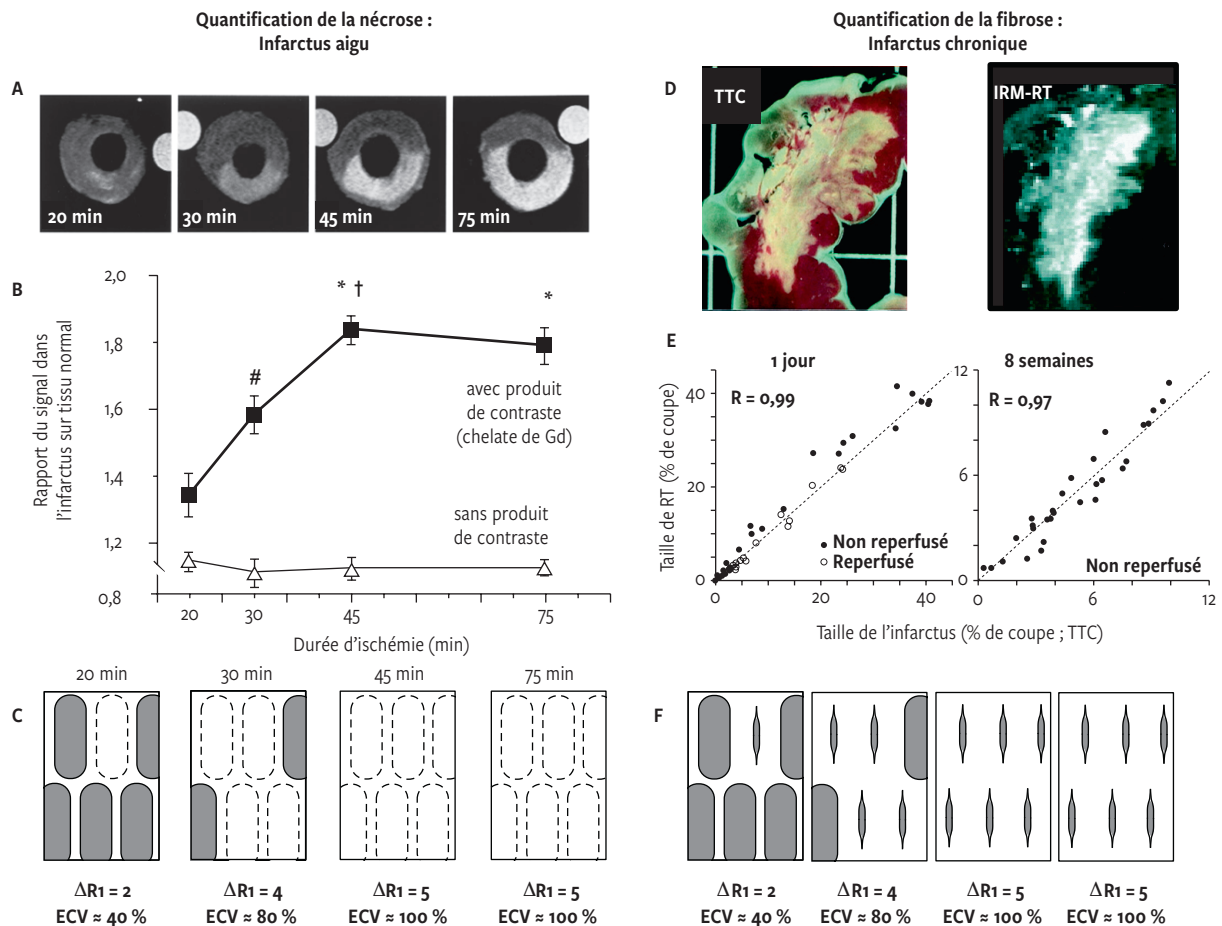 Quantification de la nécrose :
Infarctus aigu
A
20 min
30 min
45 min
75 min
B
Rapport du signal dans
l'infarctus sur tissu normal
2,0
1,8
1,6
1,4
1,2
0,8
#
* †
*
avec produit
de contraste
(chelate de Gd)
sans produit
de contraste
20
30
45
75
Durée d'ischémie (min)
C
20 min
30 min
45 min
75 min
ΔR1 = 2
ECV ≈ 40 %
ΔR1 = 4
ECV ≈ 80 %
ΔR1 = 5
ECV ≈ 100 %
ΔR1 = 5
ECV ≈ 100 %
Quantification de la fibrose :
Infarctus chronique
D
TTC
IRM-RT
E
1 jour
R = 0,99
Taille de RT (% de coupe)
40
20
0
Non reperfusé
Reperfusé
0
20
40
8 semaines
R = 0,97
12
6
0
Non reperfusé
0
6
12
Taille de l'infarctus (% de coupe ; TTC)
F
ΔR1 = 2
ECV ≈ 40 %
ΔR1 = 4
ECV ≈ 80 %
ΔR1 = 5
ECV ≈ 100 %
ΔR1 = 5
ECV ≈ 100 %